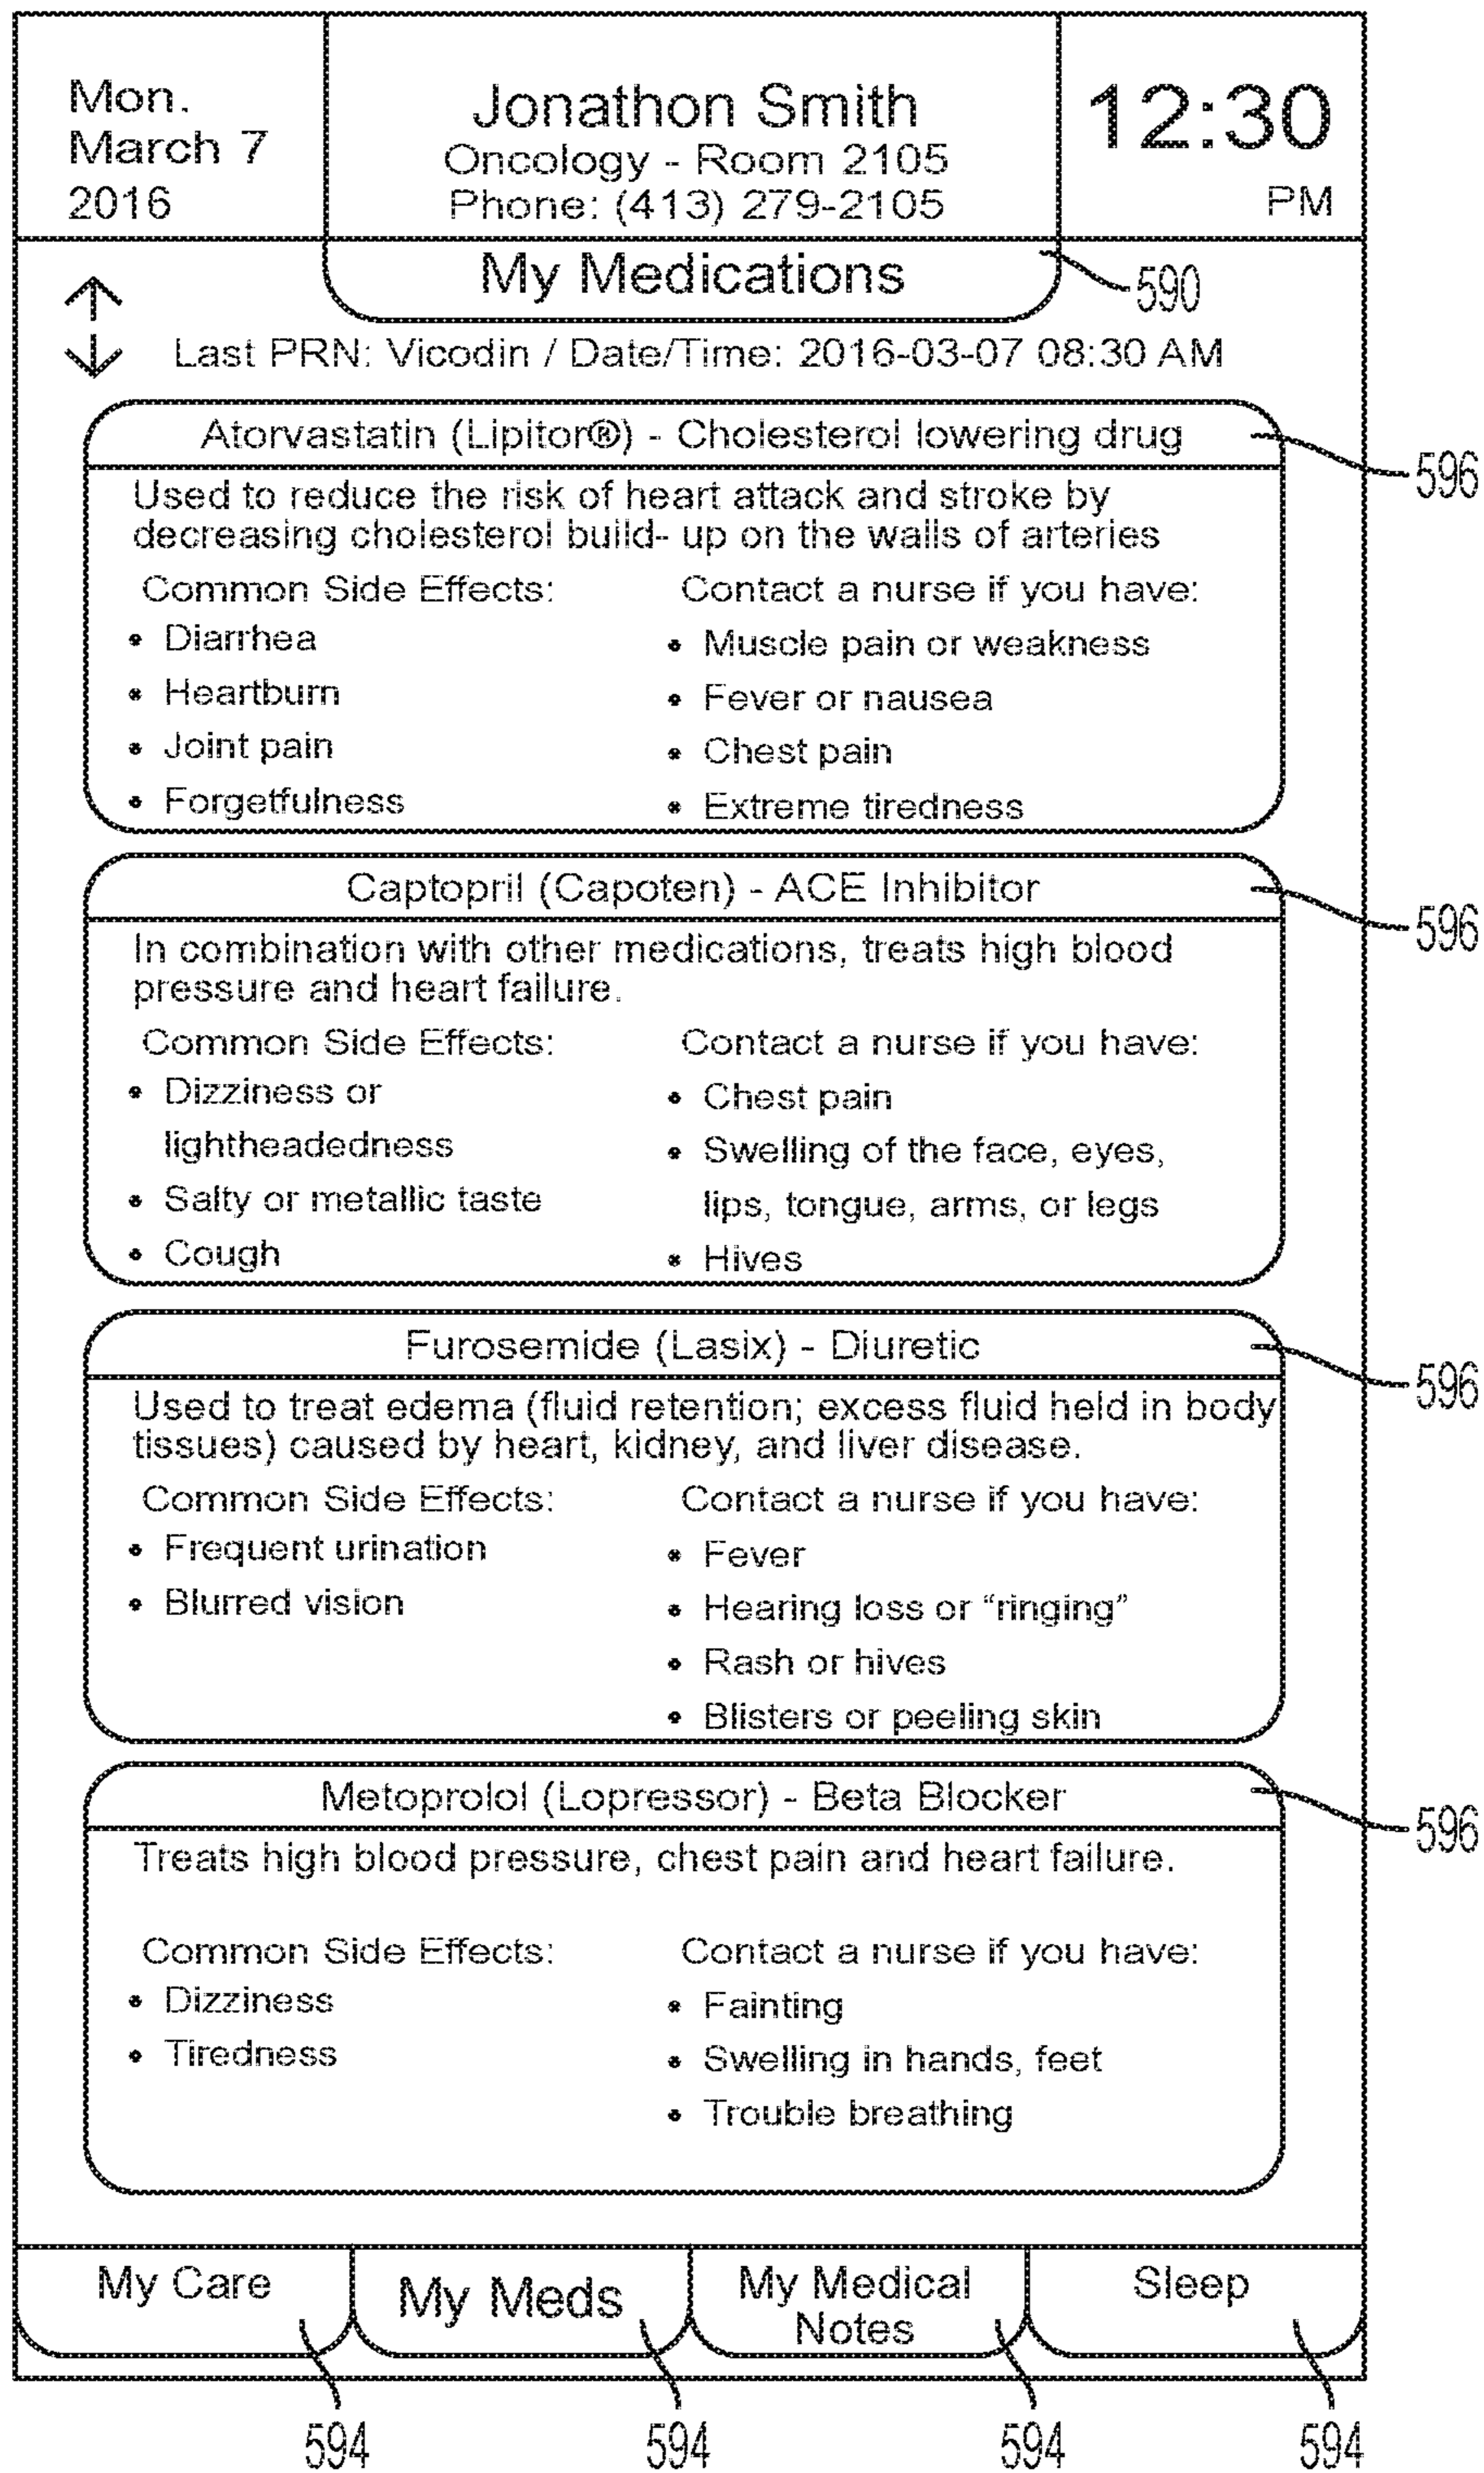 Mon.
March 7
2016
Jonathon Smith
Oncology - Room 2105
Phone: (413) 279-2105
12:30
PM
My Medications
590
Last PRN: Vicodin / Date/Time: 2016-03-07 08:30 AM
Atorvastatin (Lipitor®) - Cholesterol lowering drug
596
Used to reduce the risk of heart attack and stroke by
decreasing cholesterol build- up on the walls of arteries
Common Side Effects:
• Diarrhea
• Heartburn
• Joint pain
• Forgetfulness
Contact a nurse if you have:
• Muscle pain or weakness
• Fever or nausea
• Chest pain
• Extreme tiredness
Captopril (Capoten) - ACE Inhibitor
596
In combination with other medications, treats high blood
pressure and heart failure.
Common Side Effects:
• Dizziness or
lightheadedness
• Salty or metallic taste
• Cough
Contact a nurse if you have:
• Chest pain
• Swelling of the face, eyes,
lips, tongue, arms, or legs
• Hives
Furosemide (Lasix) - Diuretic
596
Used to treat edema (fluid retention; excess fluid held in body
tissues) caused by heart, kidney, and liver disease.
Common Side Effects:
• Frequent urination
• Blurred vision
Contact a nurse if you have:
• Fever
• Hearing loss or “ringing”
• Rash or hives
• Blisters or peeling skin
Metoprolol (Lopressor) - Beta Blocker
596
Treats high blood pressure, chest pain and heart failure.
Common Side Effects:
• Dizziness
• Tiredness
Contact a nurse if you have:
• Fainting
• Swelling in hands, feet
• Trouble breathing
My Care
My Meds
My Medical
Notes
Sleep
594
594
594
594